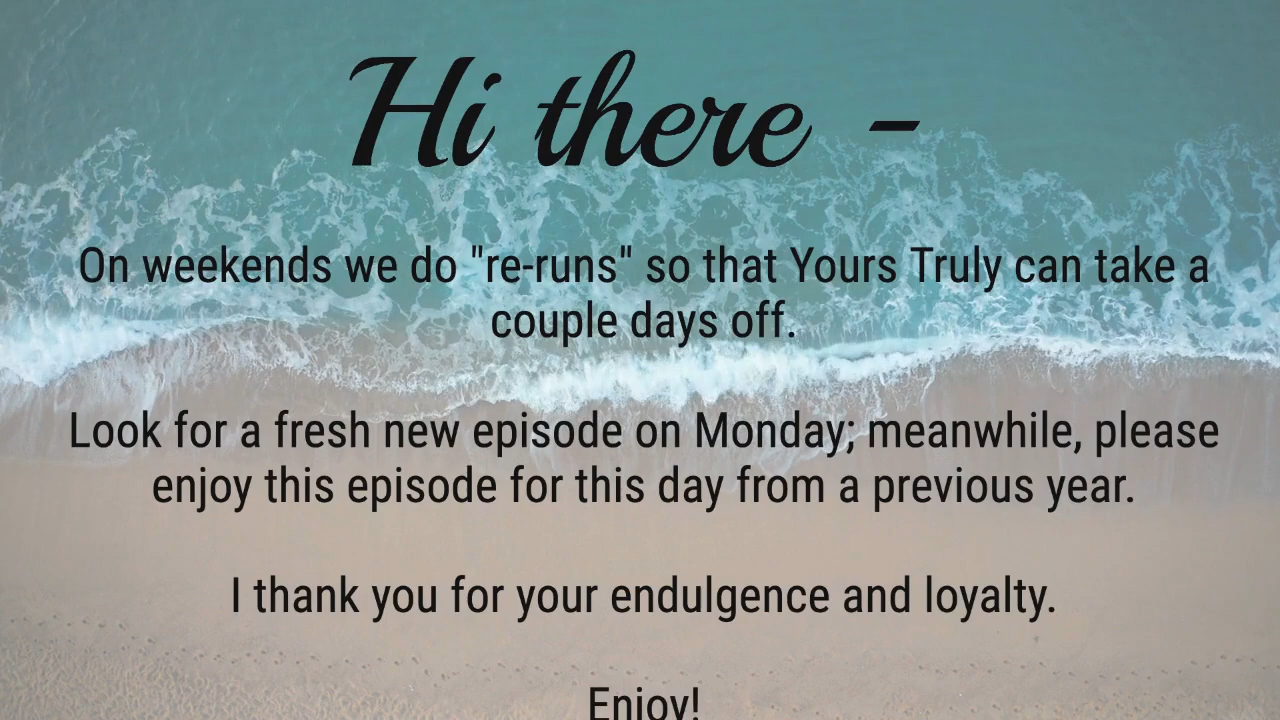 Hi there -
On weekends we do "re-runs" so that Yours Truly can take a
couple days off.
Look for a fresh new episode on Monday; meanwhile, please
enjoy this episode for this day from a previous year.
I thank you for your endulgence and loyalty.
Enjoy!